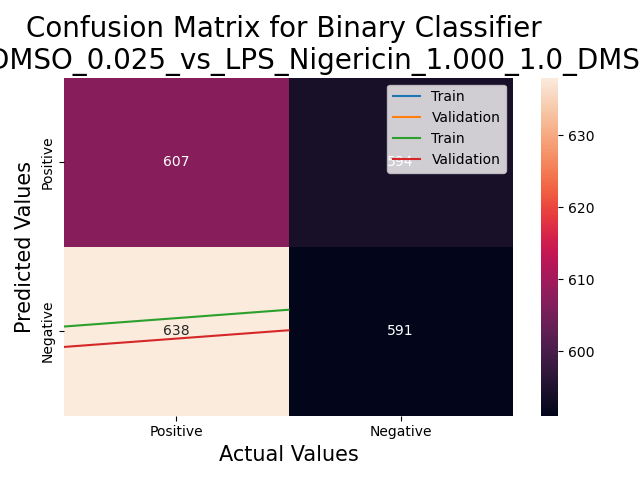 Confusion Matrix for Binary Classifier
DMSO_0.025_vs_LPS_Nigericin_1.000_1.0_DMS
Train
Validation
Train
Validation
607
594
638
591
Positive
Negative
Predicted Values
Positive
Negative
Actual Values
630
620
610
600